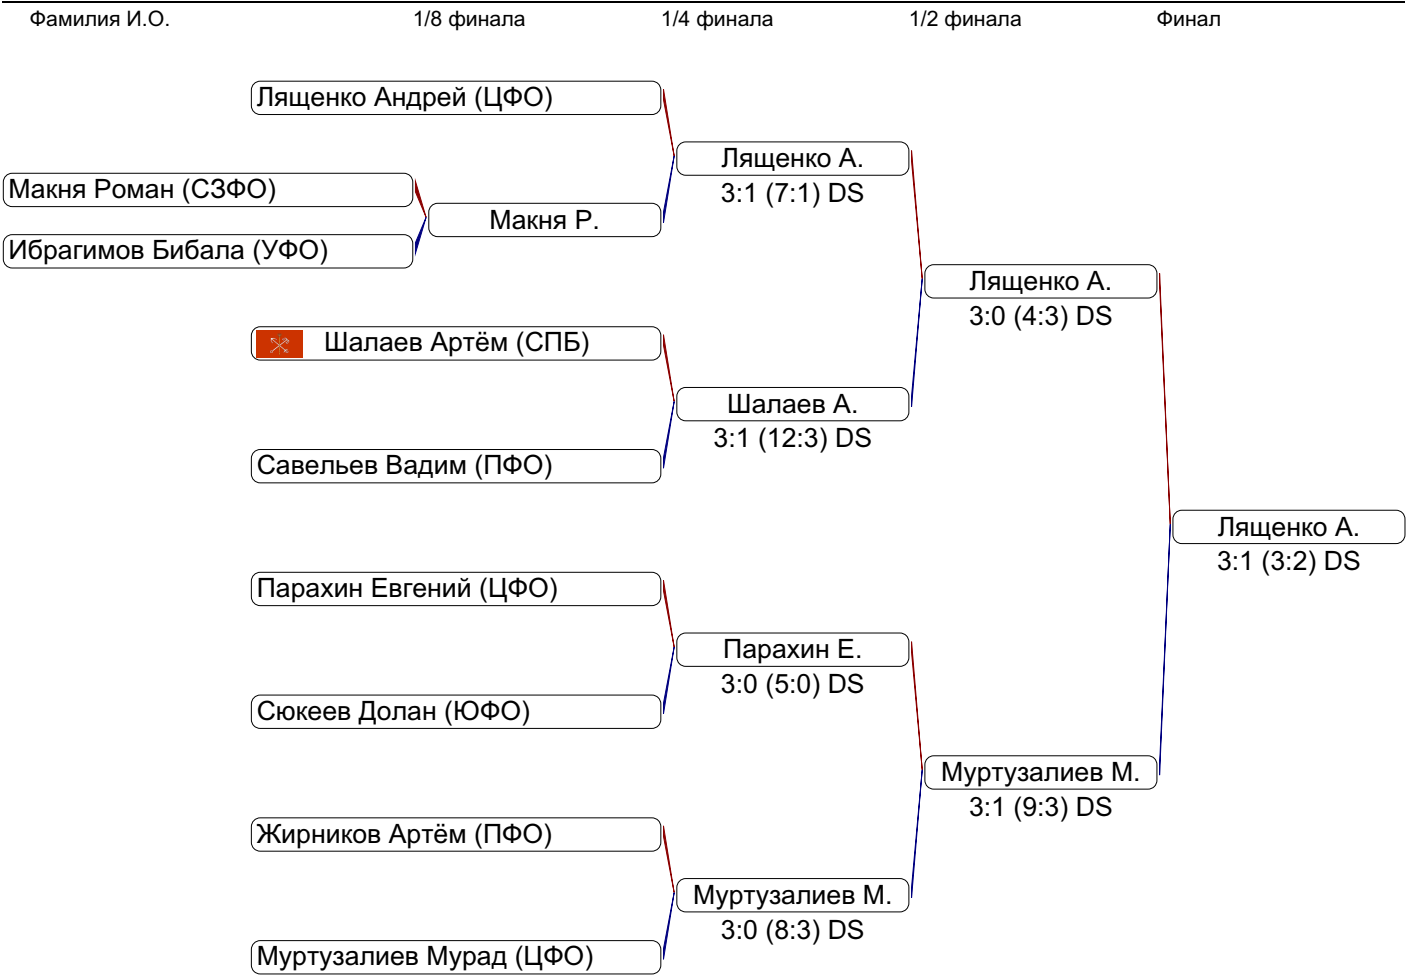 Фамилия И.О. 1/8 финала 1/4 финала 1/2 финала Финал
Лященко Андрей (ЦФО)
Лященко А.
3:1 (7:1) DS
Макня Роман (СЗФО)
Макня Р.
Ибрагимов Бибала (УФО)
Лященко А.
3:0 (4:3) DS
Шалаев Артём (СПБ)
Шалаев А.
3:1 (12:3) DS
Савельев Вадим (ПФО)
Лященко А.
3:1 (3:2) DS
Парахин Евгений (ЦФО)
Парахин Е.
3:0 (5:0) DS
Сюкеев Долан (ЮФО)
Муртузалиев М.
3:1 (9:3) DS
Жирников Артём (ПФО)
Муртузалиев М.
3:0 (8:3) DS
Муртузалиев Мурад (ЦФО)